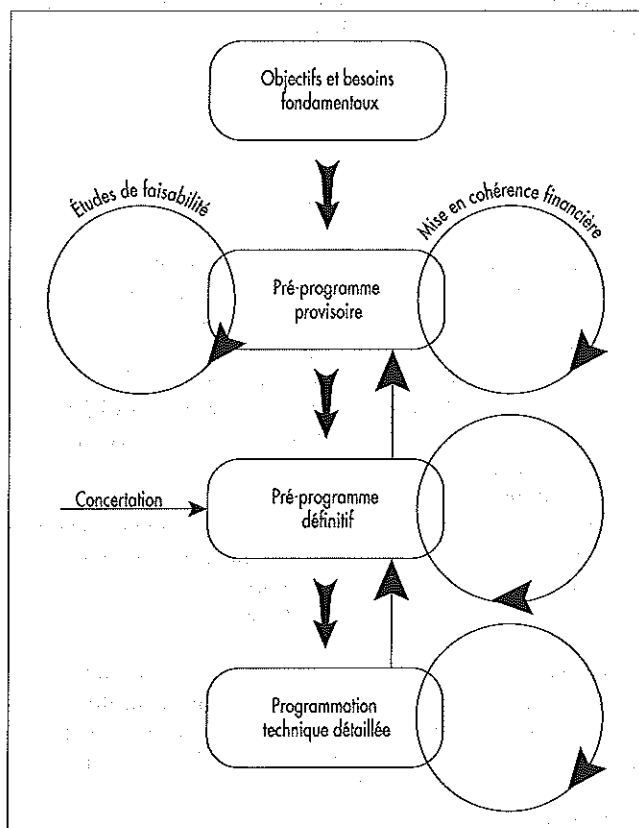 Objectifs et besoins
fondamentaux
Études de faisabilité
Mise en cohérence financière
Pré-programme
provisoire
Concertation
Pré-programme
définitif
Programmation
technique détaillée